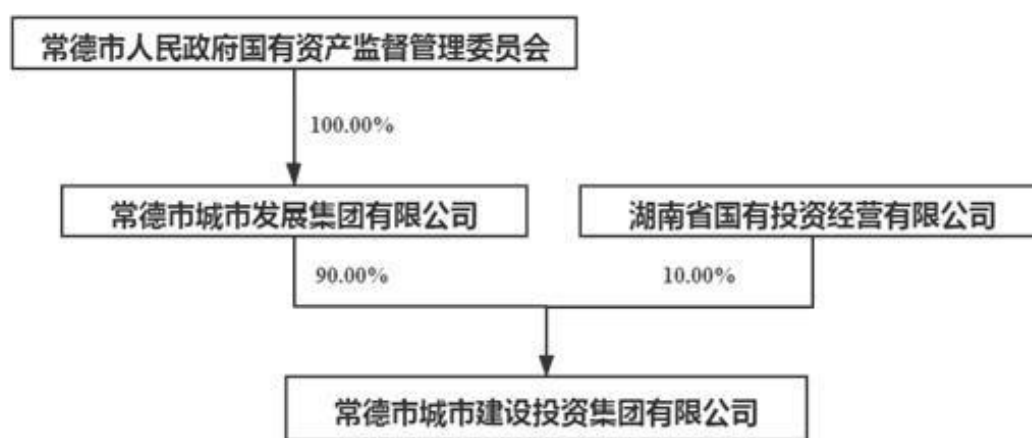 常德市人民政府国有资产监督管理委员会
100.00%
常德市城市发展集团有限公司
湖南省国有投资经营有限公司
90.00%
10.00%
常德市城市建设投资集团有限公司